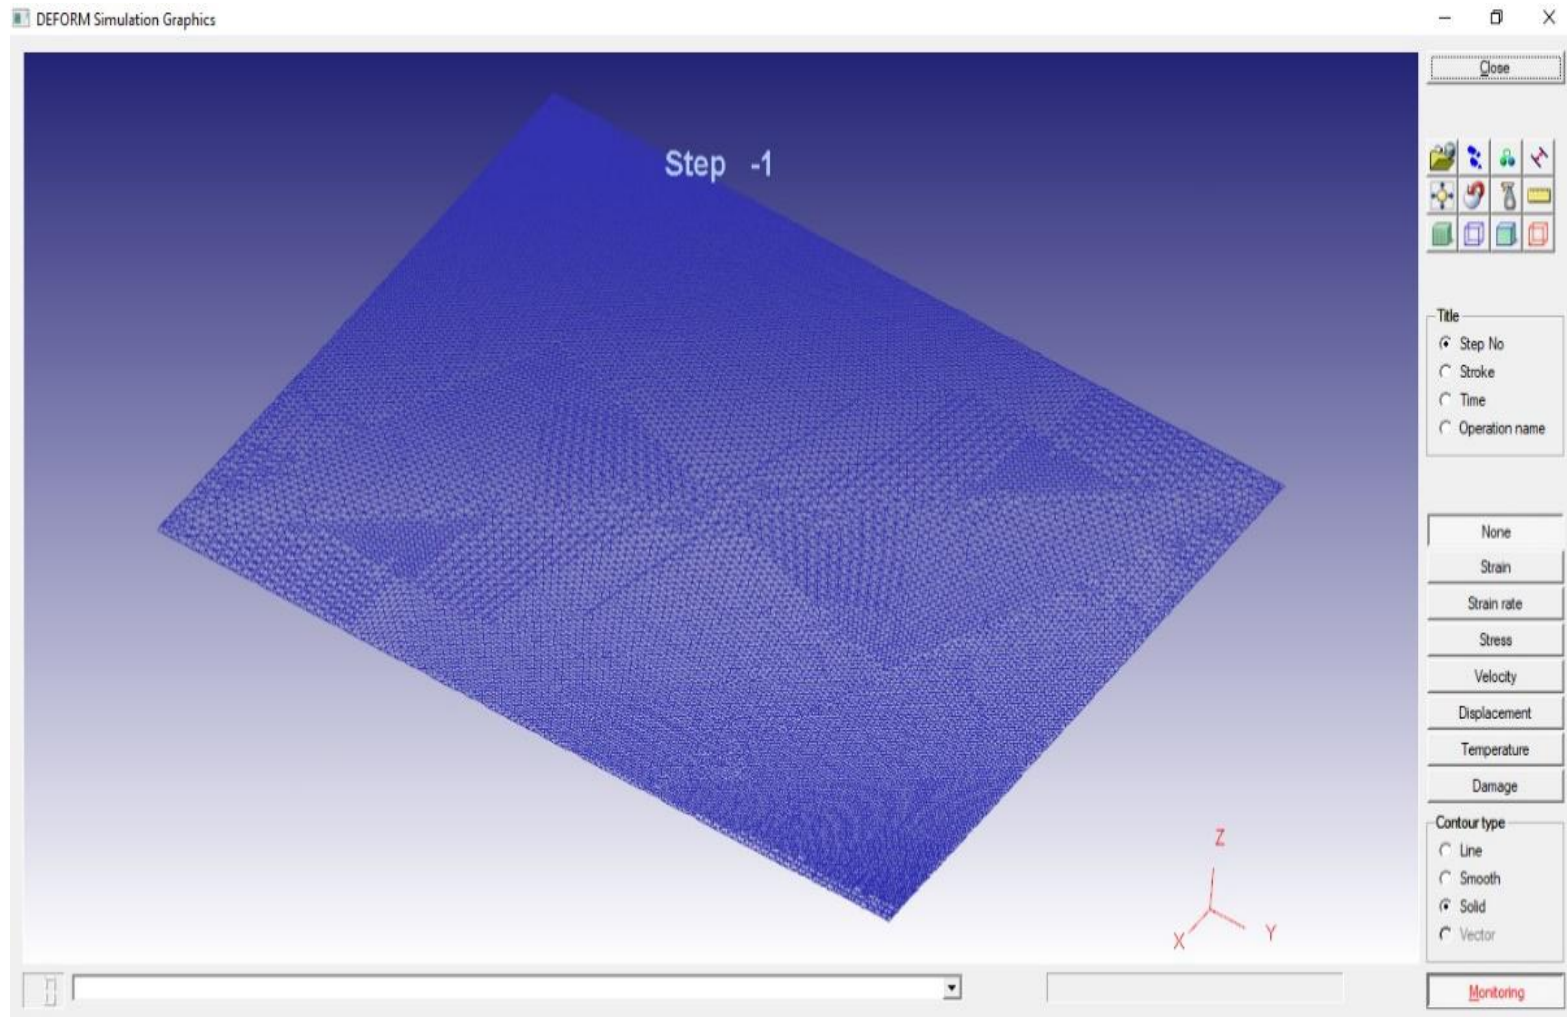 DEFORM Simulation Graphics
Close
Step -1
Title
Step No
Stroke
Time
Operation name
None
Strain
Strain rate
Stress
Velocity
Displacement
Temperature
Damage
Contour type
Line
Smooth
Solid
Vector
Z
X
Y
Monitoring